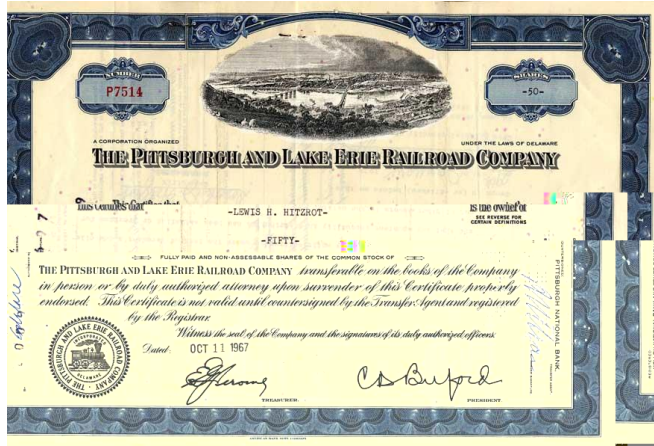 NUMBER
P7514
SHARES
-50-
A CORPORATION ORGANIZED
UNDER THE LAWS OF DELAWARE
THE PITTSBURGH AND LAKE ERIE RAILROAD COMPANY
is the owner of
SEE REVERSE FOR
CERTAIN DEFINITIONS
-LEWIS H. HITZROT-
-FIFTY-
FULLY PAID AND NON-ASSESSABLE SHARES OF THE COMMON STOCK OF
THE PITTSBURGH AND LAKE ERIE RAILROAD COMPANY transferable on the books of the Company
in person or by duly authorized attorney upon surrender of this Certificate properly
endorsed. This Certificate is not valid until countersigned by the Transfer Agent and registered
by the Registrar.
Witness the seal of the Company and the signatures of its duly authorized officers.
Dated: OCT 11 1967
THE PITTSBURGH AND LAKE ERIE RAILROAD COMPANY
INCORPORATED
DELAWARE
TREASURER.
PRESIDENT
PITTSBURGH NATIONAL BANK,